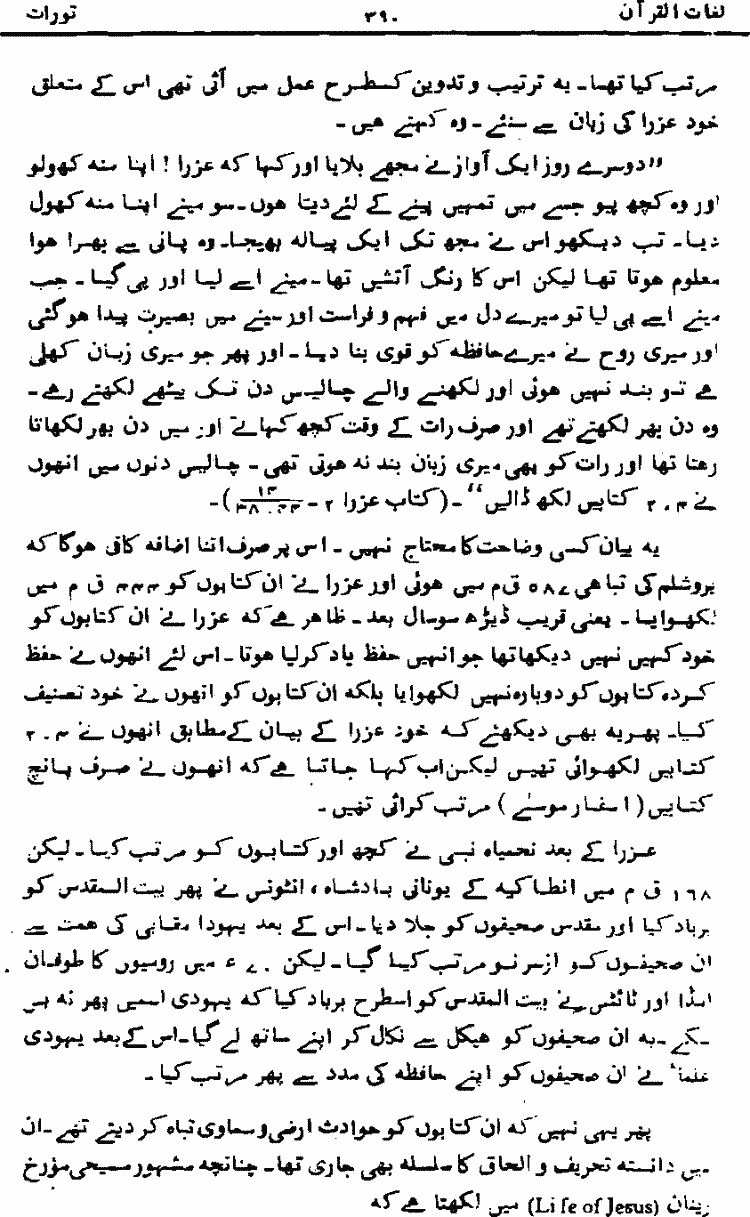 لغات القرآن ۳۹۰ تورات
مرتب کیا تھا۔ یہ ترتیب و تدوین کسطرح عمل میں آئی تھی اس کے متعلق
خود عزرا کی زبان سے سنئے۔ وہ کہتے ہیں۔
”دوسرے روز ایک آواز نے مجھے بلایا اور کہا کہ عزرا ! اپنا منہ کھولو
اور وہ کچھ پیو جسے میں تمہیں پینے کے لئے دیتا ہوں۔ سو مینے اپنا منہ کھول
دیا۔ تب دیکھو اس نے مجھ تک ایک پیالہ بھیجا۔ وہ پانی سے بھرا ہوا
معلوم ہوتا تھا لیکن اس کا رنگ آتشیں تھا۔ مینے اسے لیا اور پی گیا۔ جب
مینے اسے پی لیا تو میرے دل میں فہم و فراست اور سینے میں بصیرت پیدا ہو گئی
اور میری روح نے میرے حافظہ کو قوی بنا دیا۔ اور پھر جو میری زبان کھلی
ہے تو بند نہیں ہوئی اور لکھنے والے چالیس دن تک بیٹھے لکھتے رہے۔
وہ دن بھر لکھتے تھے اور صرف رات کے وقت کچھ کھاتے اور میں دن بھر لکھاتا
رہتا تھا اور رات کو بھی میری زبان بند نہ ہوتی تھی۔ چالیس دنوں میں انھوں
نے ۲۰۴ کتابیں لکھ ڈالیں“۔ (کتاب عزرا ۲ -
یہ بیان کسی وضاحت کا محتاج نہیں۔ اس پر صرف اتنا اضافہ کافی ہوگا کہ
یروشلم کی تباہی ۵۸۷ ق م میں ہوئی اور عزرا نے ان کتابوں کو ۴۴۴ ق م میں
لکھوایا۔ یعنی قریب ڈیڑھ سو سال بعد۔ ظاہر ہے کہ عزرا نے ان کتابوں کو
خود کہیں نہیں دیکھا تھا جو انہیں حفظ یاد کر لیا ہوتا۔ اس لئے انھوں نے حفظ
کردہ کتابوں کو دوبارہ نہیں لکھوایا بلکہ ان کتابوں کو انھوں نے خود تصنیف
کیا۔ پھر یہ بھی دیکھئے کہ خود عزرا کے بیان کے مطابق انھوں نے ۲۰۴
کتابیں لکھوائی تھیں لیکن اب کہا جاتا ہے کہ انھوں نے صرف پانچ
کتابیں (اسفار موسیٰ) مرتب کرائی تھیں۔
عزرا کے بعد نحمیاہ نبی نے کچھ اور کتابوں کو مرتب کیا۔ لیکن
۱۶۸ ق م میں انطاکیہ کے یونانی بادشاہ، انٹونس نے پھر بیت المقدس کو
برباد کیا اور مقدس صحیفوں کو جلا دیا۔ اس کے بعد یہودا مقابی کی ہمت سے
ان صحیفوں کو ازسر نو مرتب کیا گیا۔ لیکن ۷۰ ء میں رومیوں کا طوفان
امڈا اور ٹائٹس نے بیت المقدس کو اسطرح برباد کیا کہ یہودی اسمیں پھر نہ بس
سکے۔ یہ ان صحیفوں کو ہیکل سے نکال کر اپنے ساتھ لے گیا۔ اس کے بعد یہودی
علماء نے ان صحیفوں کو اپنے حافظہ کی مدد سے پھر مرتب کیا۔
پھر یہی نہیں کہ ان کتابوں کو حوادث ارضی و سماوی تباہ کر دیتے تھے۔ ان
میں دانستہ تحریف و الحاق کا سلسلہ بھی جاری تھا۔ چنانچہ مشہور مسیحی مؤرخ
رینان (Life of Jesus) میں لکھتا ہے کہ